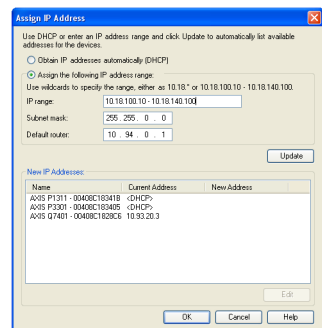 Assign IP Address
Use DHCP or enter an IP address range and click Update to automatically list available
addresses for the devices.
Obtain IP addresses automatically (DHCP)
Assign the following IP address range:
Use wildcards to specify the range, either as 10.18.* or 10.18.100.10 - 10.18.140.100.
IP range: 10.18.100.10 - 10.18.140.100
Subnet mask: 255 . 255 . 0 . 0
Default router: 10 . 94 . 0 . 1
Update
New IP Addresses:
Name Current Address New Address
AXIS P1311 - 00408C18341B <DHCP>
AXIS P3301 - 00408C183405 <DHCP>
AXIS Q7401 - 00408C1828C6 10.93.20.3
Edit
OK Cancel Help